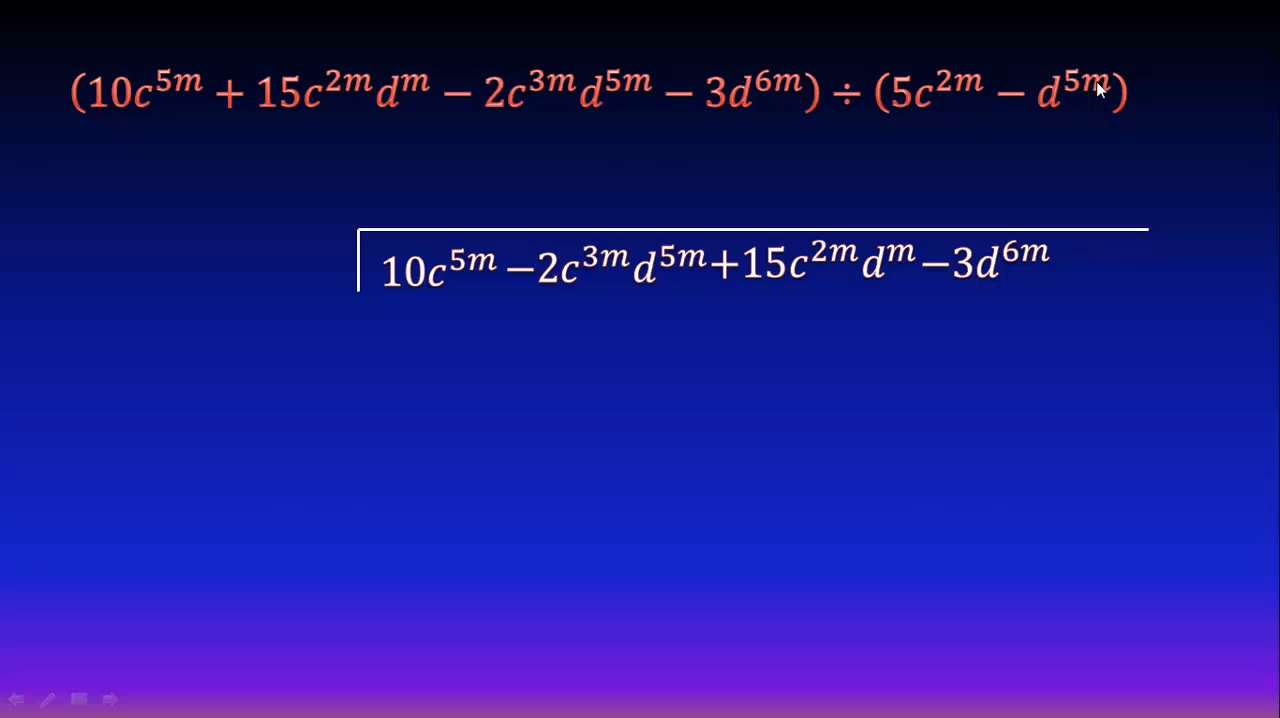 (10c^{5m} + 15c^{2m}d^{m} − 2c^{3m}d^{5m} − 3d^{6m}) ÷ (5c^{2m} − d^{5m})
10c^{5m} −2c^{3m}d^{5m}+15c^{2m}d^{m}−3d^{6m}